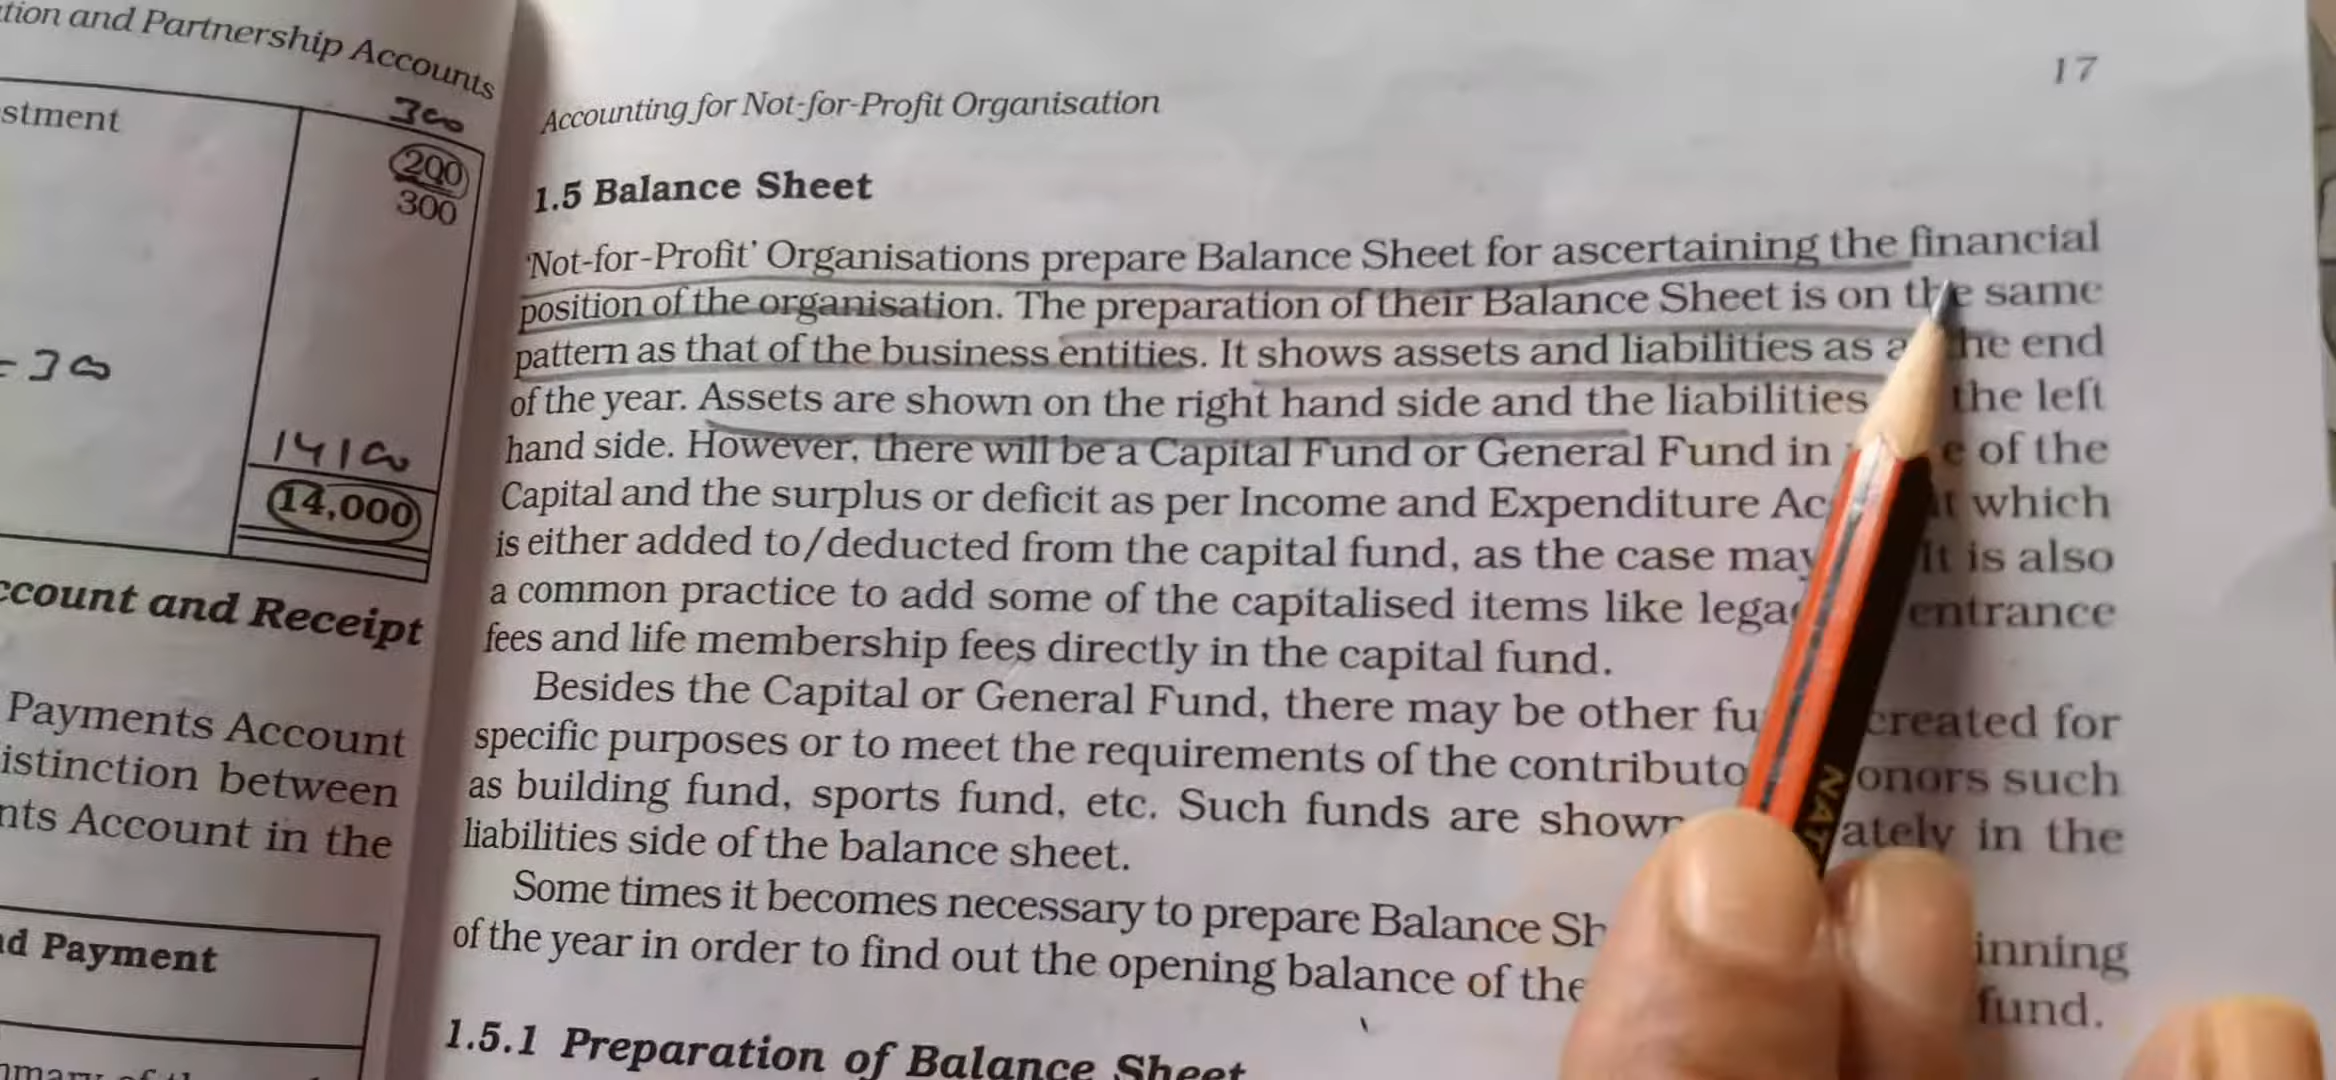 tion and Partnership Accounts
stment
300
200
300
= 300
14100
14,000
ccount and Receipt
Payments Account
istinction between
nts Account in the
d Payment
17
Accounting for Not-for-Profit Organisation
1.5 Balance Sheet
'Not-for-Profit' Organisations prepare Balance Sheet for ascertaining the financial
position of the organisation. The preparation of their Balance Sheet is on the same
pattern as that of the business entities. It shows assets and liabilities as a he end
of the year. Assets are shown on the right hand side and the liabilities the left
hand side. However, there will be a Capital Fund or General Fund in e of the
Capital and the surplus or deficit as per Income and Expenditure Ac t which
is either added to/deducted from the capital fund, as the case may It is also
a common practice to add some of the capitalised items like legac entrance
fees and life membership fees directly in the capital fund.
Besides the Capital or General Fund, there may be other fu created for
specific purposes or to meet the requirements of the contributo onors such
as building fund, sports fund, etc. Such funds are shown ately in the
liabilities side of the balance sheet.
Some times it becomes necessary to prepare Balance Sh inning
of the year in order to find out the opening balance of the fund.
1.5.1 Preparation of Balance Sheet
NAT